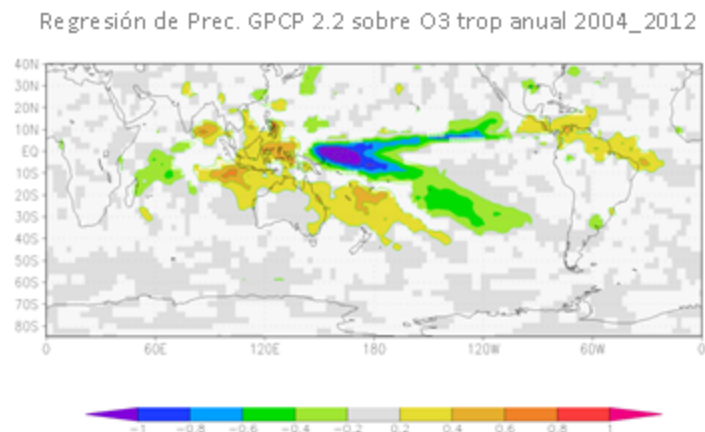 Regresión de Prec. GPCP 2.2 sobre O3 trop anual 2004_2012
40N
30N
20N
10N
EQ
10S
20S
30S
40S
50S
60S
70S
80S
0 60E 120E 180 120W 60W 0
-1 -0.8 -0.6 -0.4 -0.2 0.2 0.4 0.6 0.8 1